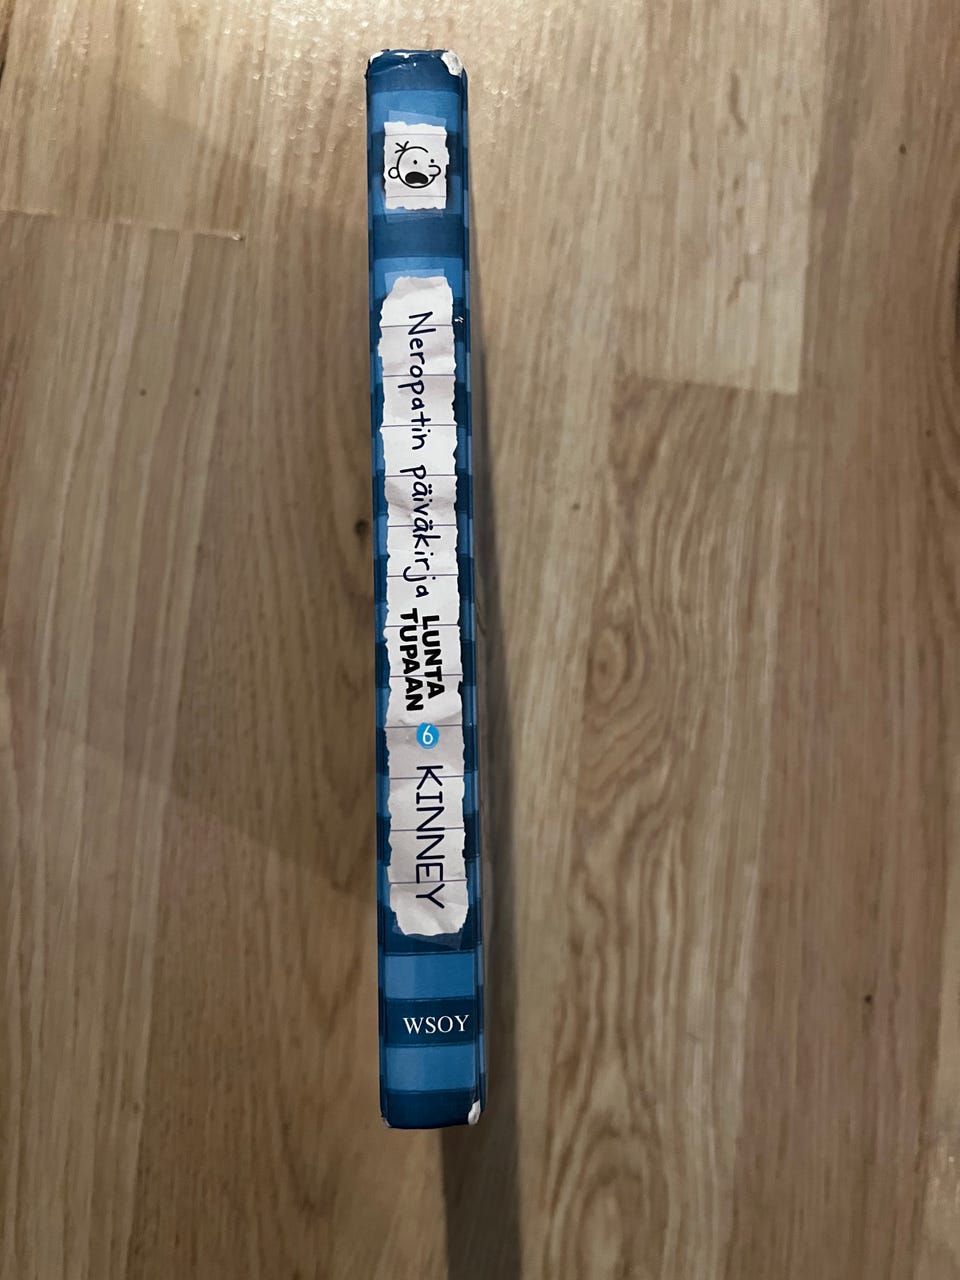 Neropatin päiväkirja
LUNTA
TUPAAN
6
KINNEY
WSOY